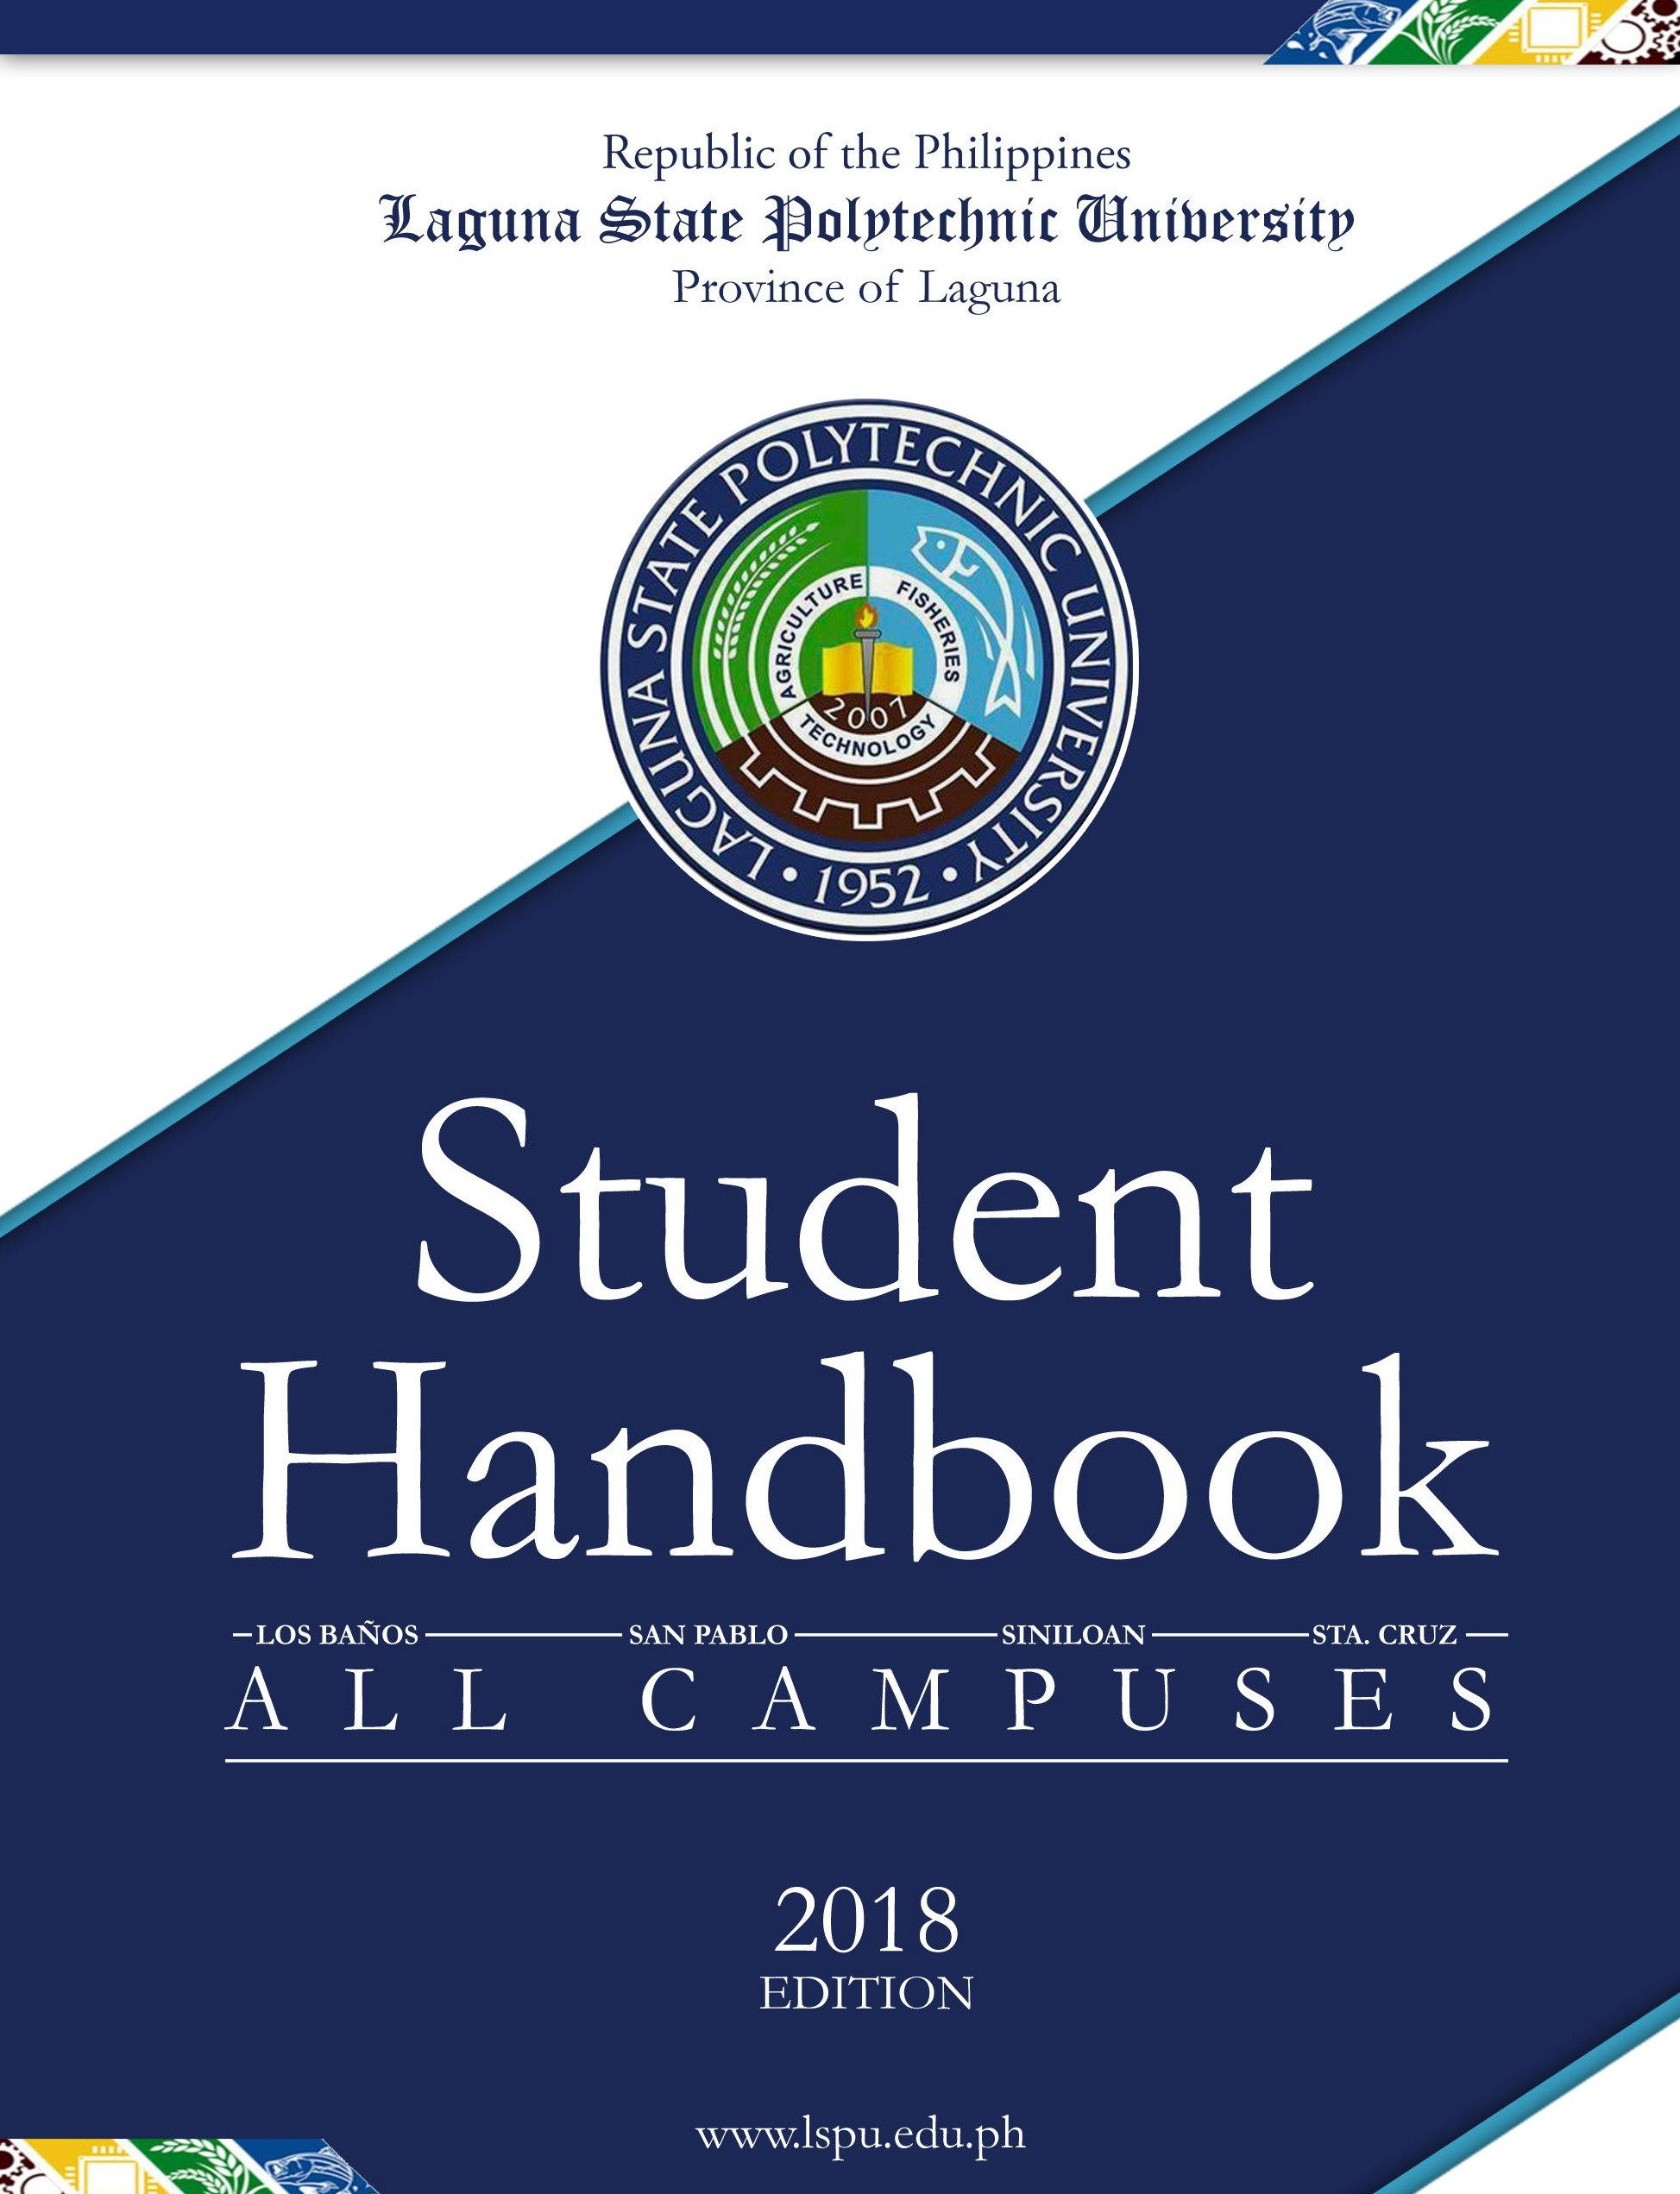 Republic of the Philippines
Laguna State Polytechnic University
Province of Laguna
LAGUNA STATE POLYTECHNIC UNIVERSITY
AGRICULTURE
FISHERIES
2007
TECHNOLOGY
• 1952 •
Student
Handbook
LOS BAÑOS SAN PABLO SINILOAN STA. CRUZ
ALL CAMPUSES
2018
EDITION
www.lspu.edu.ph